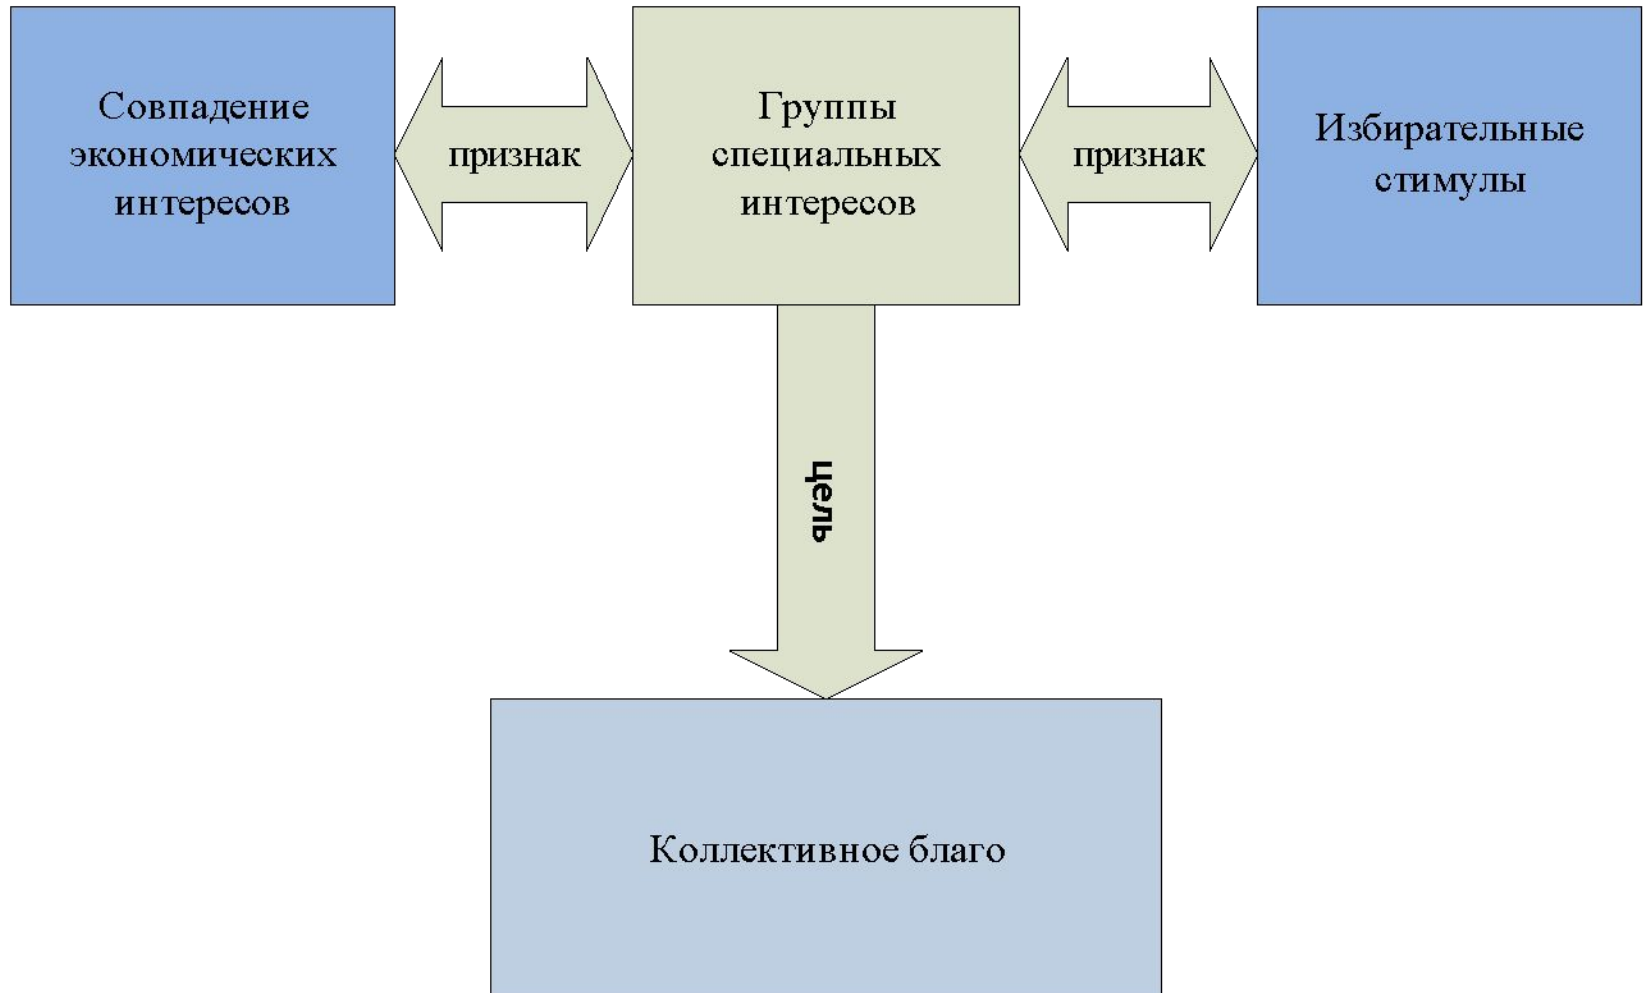 Совпадение
экономических
интересов
признак
Группы
специальных
интересов
признак
Избирательные
стимулы
цель
Коллективное благо